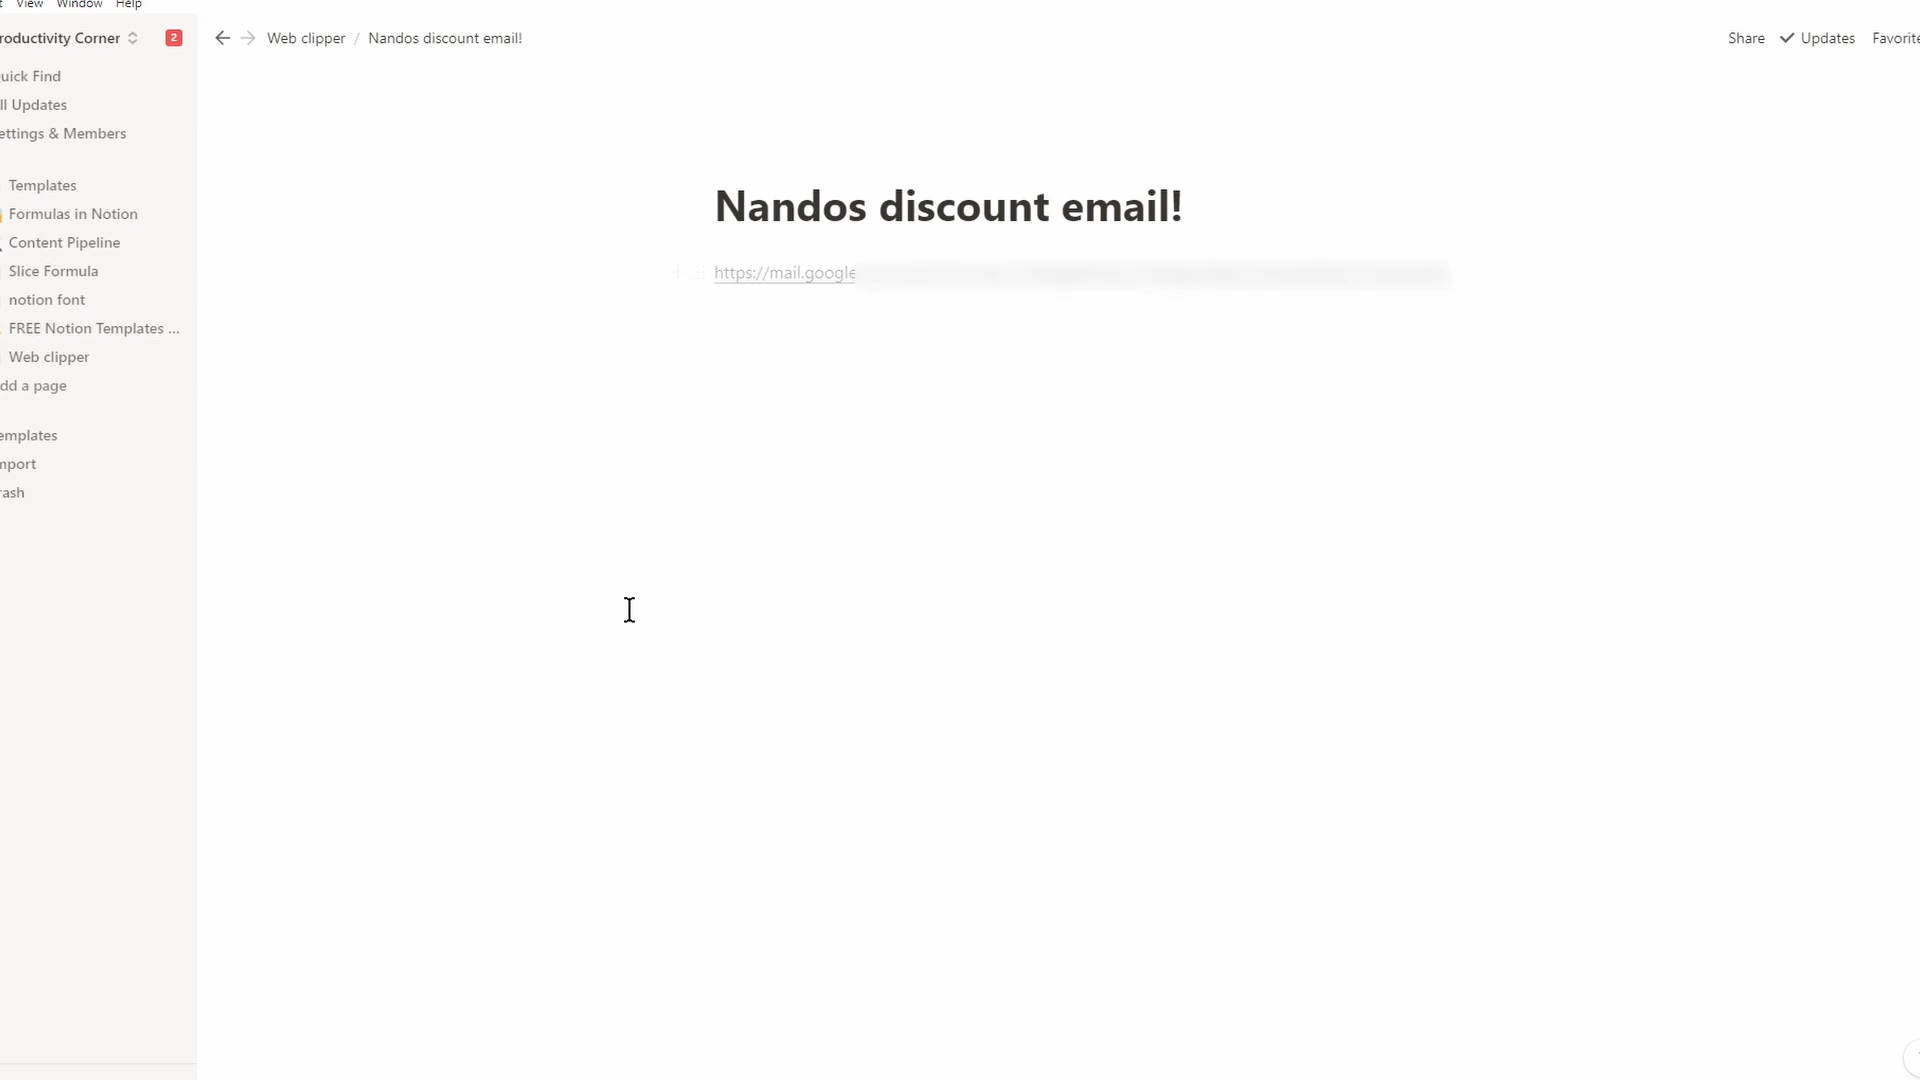 View Window Help
roductivity Corner 2
Web clipper / Nandos discount email!
Share Updates Favorite
uick Find
ll Updates
ettings & Members
Templates
Formulas in Notion
Content Pipeline
Slice Formula
notion font
FREE Notion Templates ...
Web clipper
dd a page
emplates
mport
rash
Nandos discount email!
https://mail.google